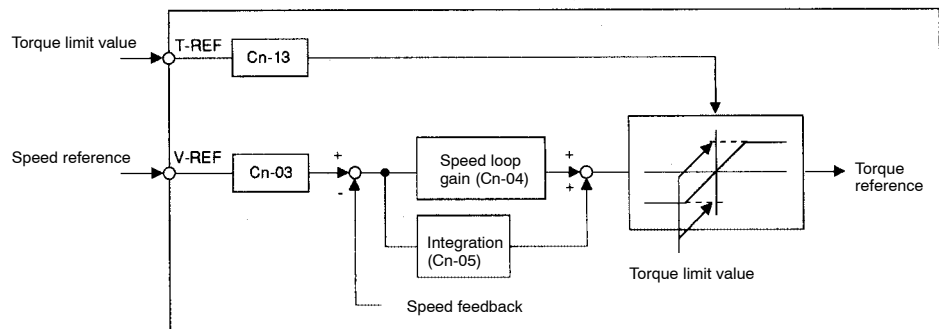 Torque limit value
T-REF
Cn-13
Speed reference
V-REF
Cn-03
+
-
Speed loop
gain (Cn-04)
+
+
Integration
(Cn-05)
Speed feedback
Torque limit value
Torque
reference